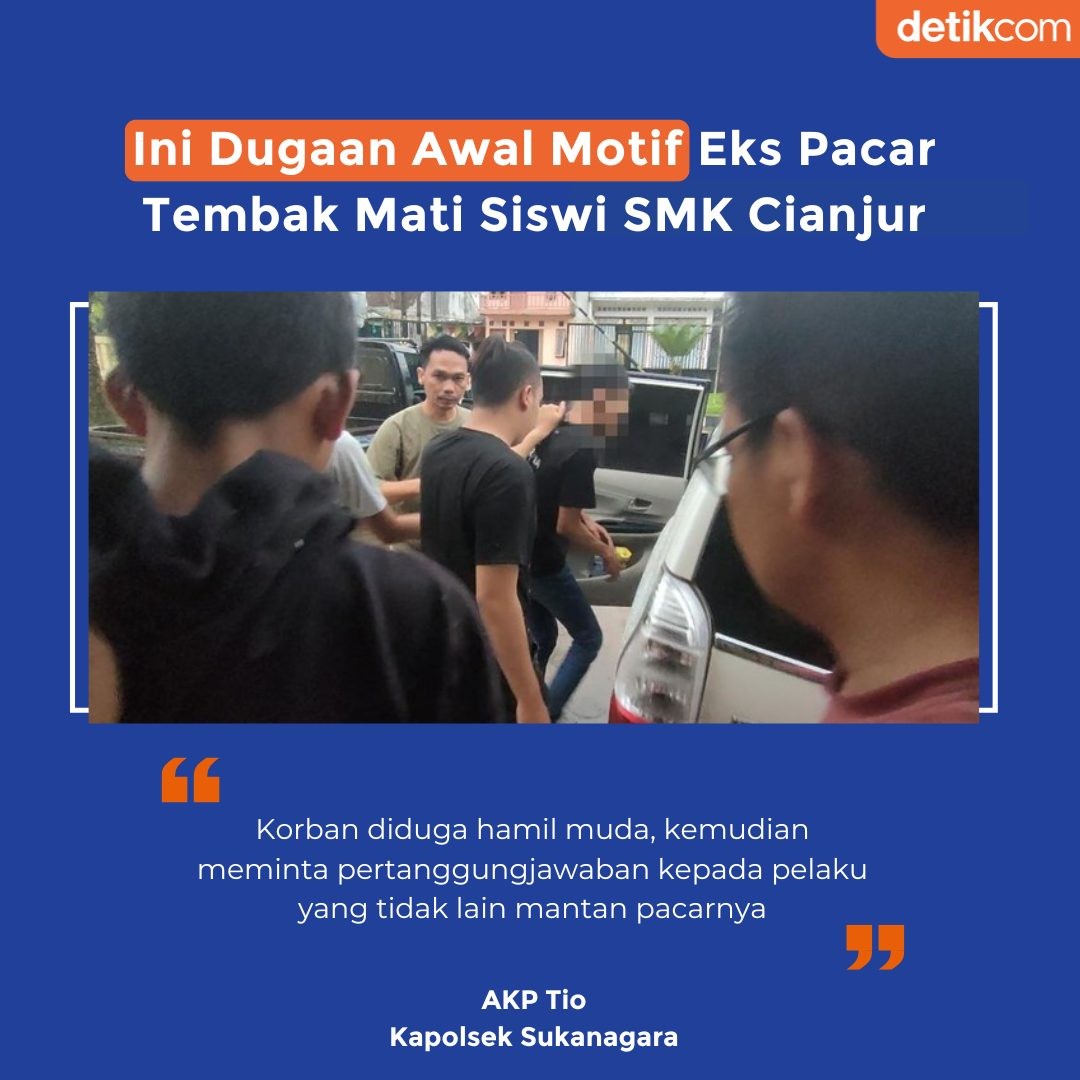 detikcom
Ini Dugaan Awal Motif Eks Pacar
Tembak Mati Siswi SMK Cianjur
“
Korban diduga hamil muda, kemudian
meminta pertanggungjawaban kepada pelaku
yang tidak lain mantan pacarnya
”
AKP Tio
Kapolsek Sukanagara